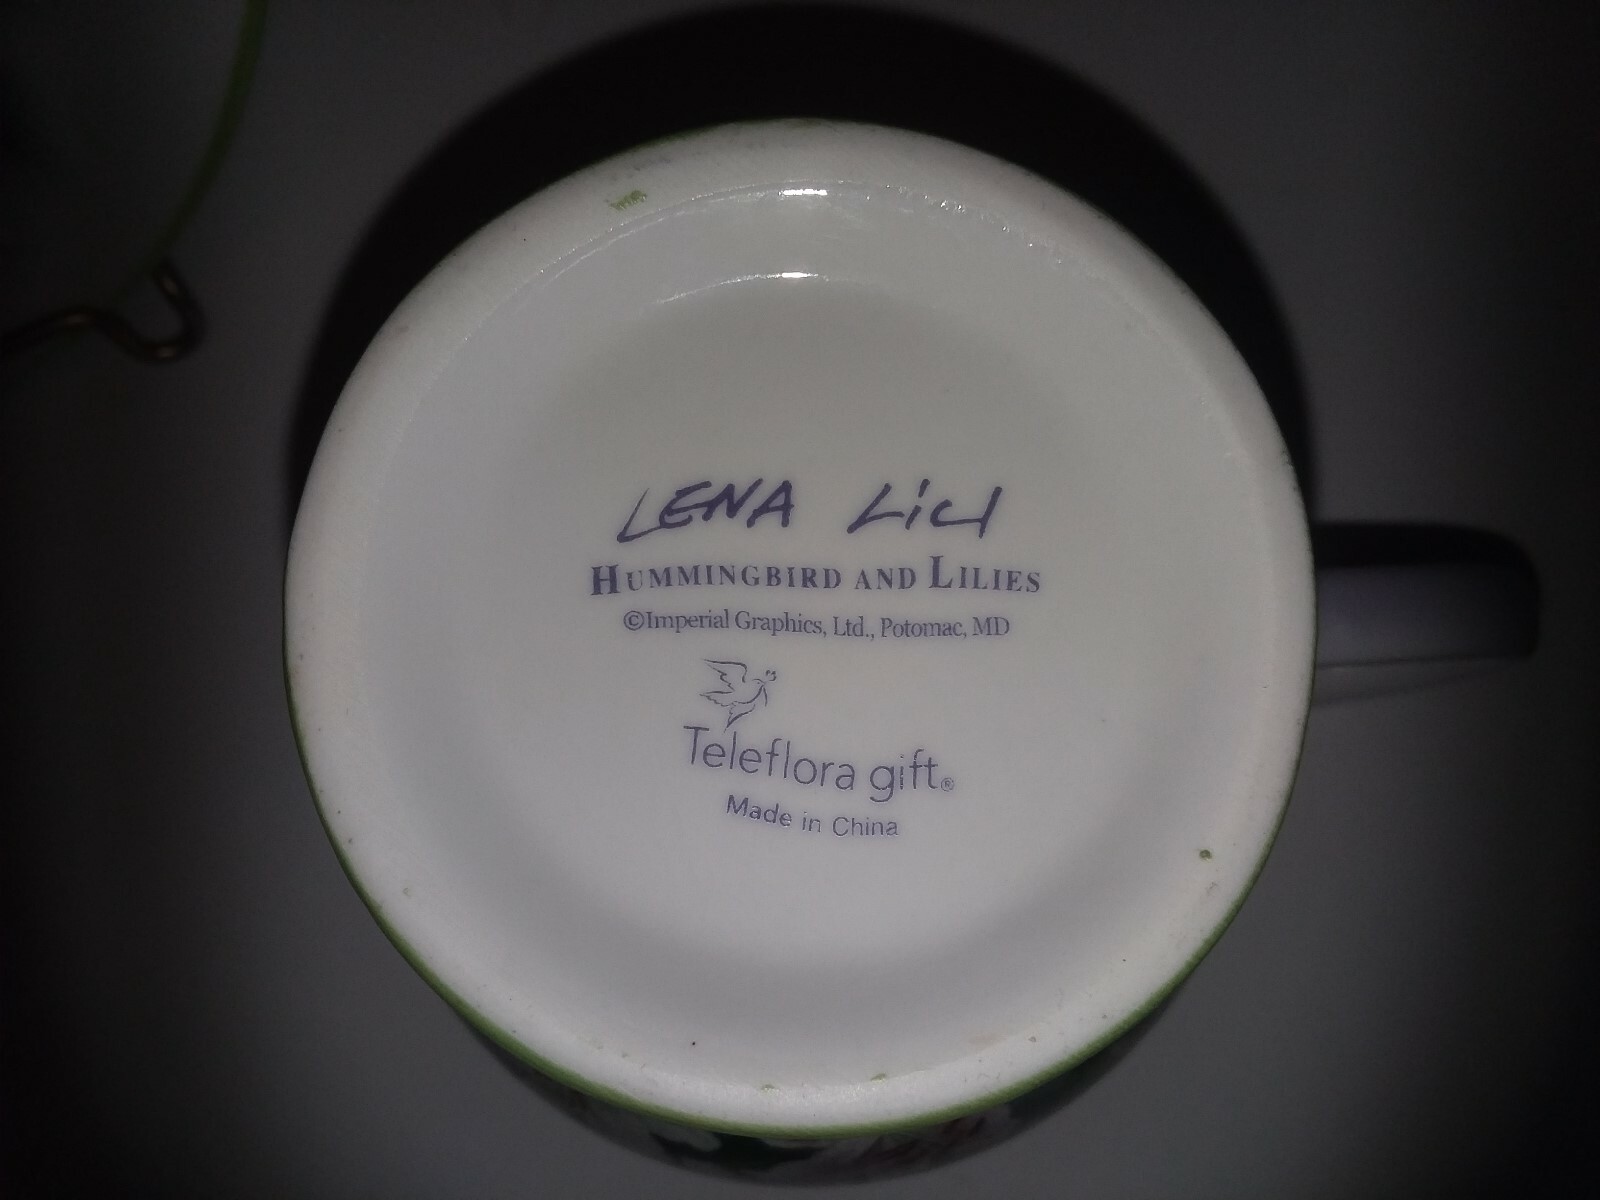 LENA LiU
HUMMINGBIRD AND LILIES
©Imperial Graphics, Ltd., Potomac, MD
Teleflora gift®
Made in China